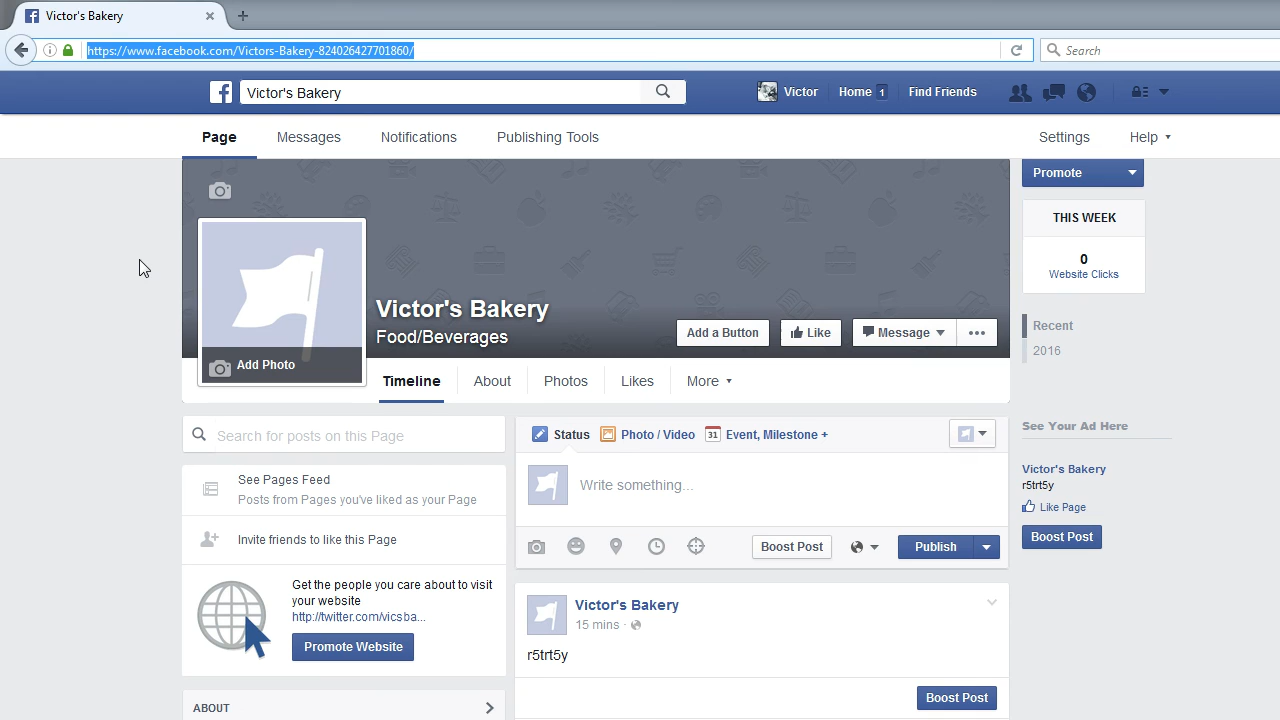 Victor's Bakery
https://www.facebook.com/Victors-Bakery-824026427701860/
Search
Victor's Bakery
Victor
Home 1
Find Friends
Page
Messages
Notifications
Publishing Tools
Settings
Help
Promote
THIS WEEK
0
Website Clicks
Recent
2016
Victor's Bakery
Food/Beverages
Add a Button
Like
Message
Add Photo
Timeline
About
Photos
Likes
More
Search for posts on this Page
See Pages Feed
Posts from Pages you've liked as your Page
Invite friends to like this Page
Get the people you care about to visit
your website
http://twitter.com/vicsba...
Promote Website
ABOUT
Status
Photo / Video
31
Event, Milestone +
Write something...
Boost Post
Publish
Victor's Bakery
15 mins ·
r5trt5y
Boost Post
See Your Ad Here
Victor's Bakery
r5trt5y
Like Page
Boost Post